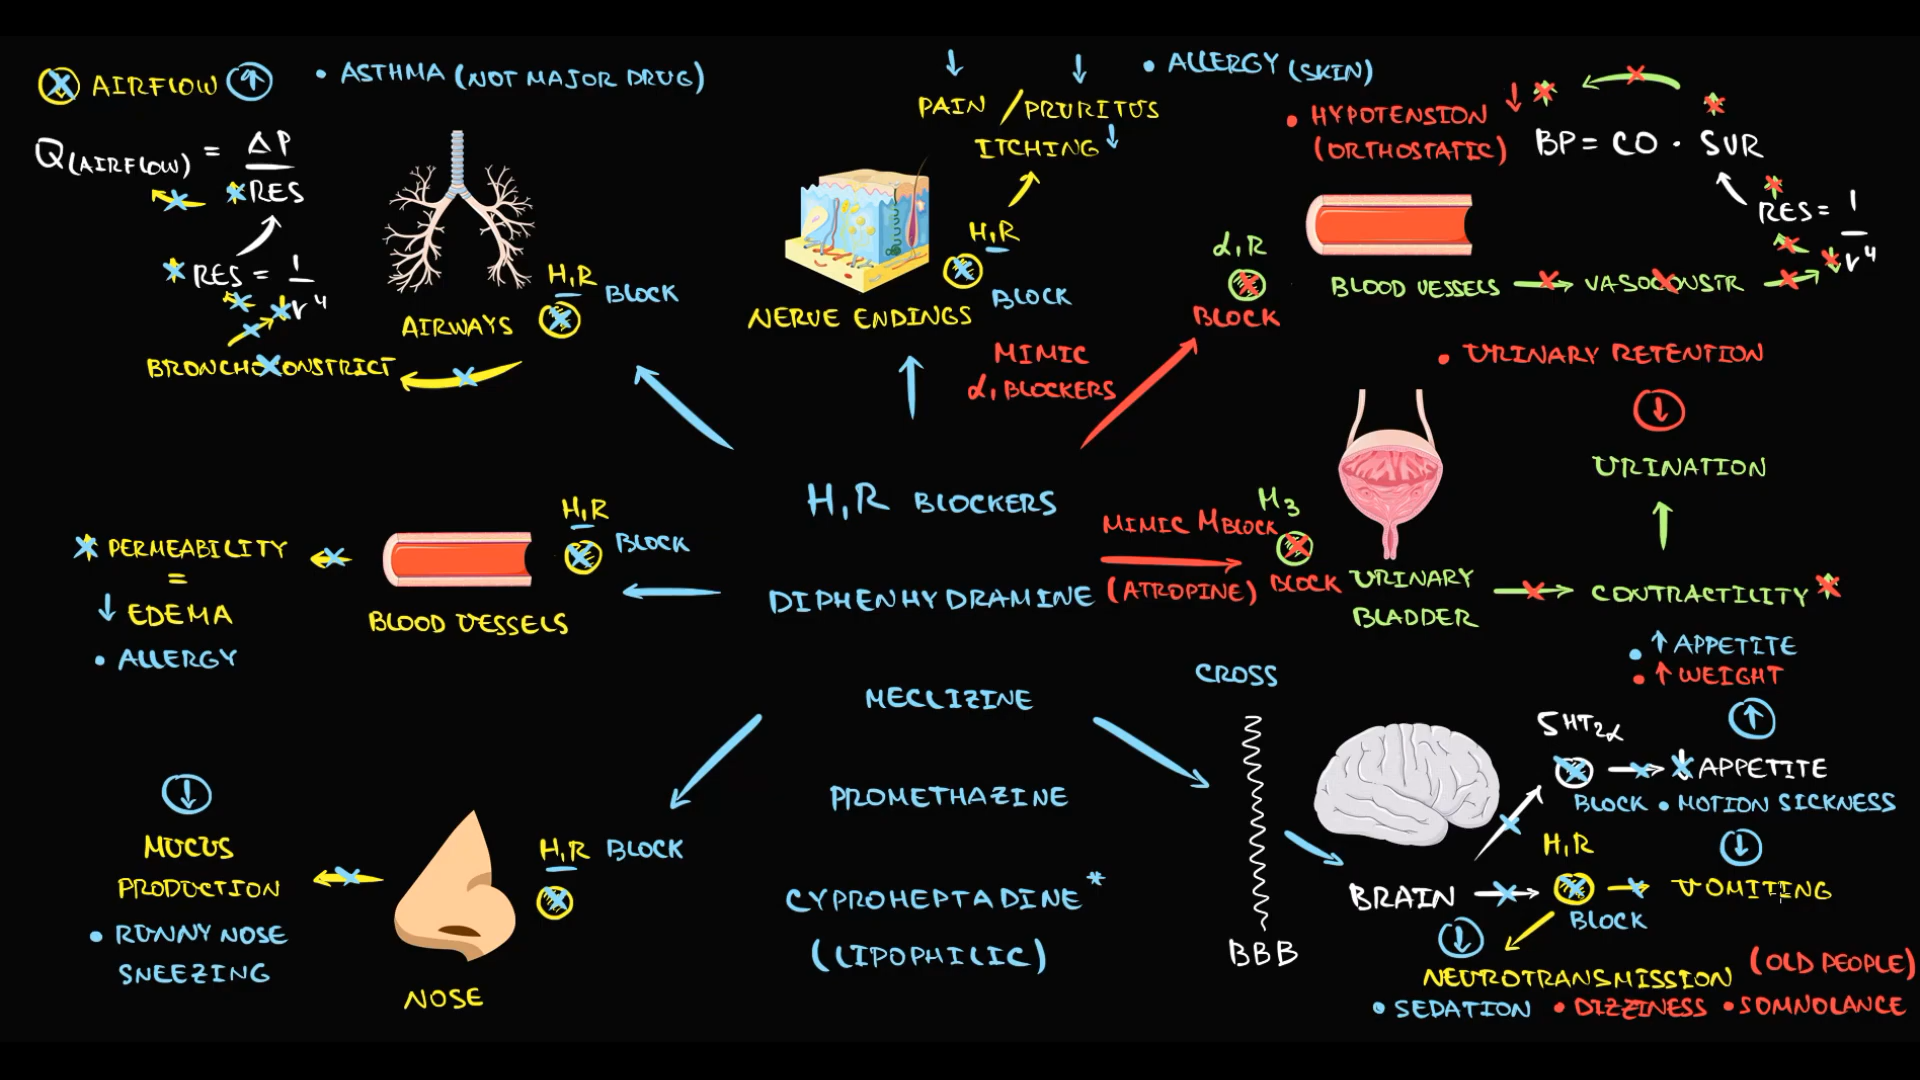 AIRFLOW ↑
• ASTHMA (NOT MAJOR DRUG)
Q(AIRFLOW) = ΔP / RES
RES = 1 / r⁴
BRONCHOCONSTRICT
AIRWAYS
H₁R
BLOCK
↓ ↓
PAIN / PRURITUS
ITCHING ↓
• ALLERGY (SKIN)
H₁R
BLOCK
NERVE ENDINGS
• HYPOTENSION ↓
(ORTHOSTATIC)
BP = CO · SVR
RES = 1 / r⁴
α₁R
BLOCK
BLOOD VESSELS → VASOCONSTR →
MIMIC
α₁ BLOCKERS
• URINARY RETENTION
↓
URINATION
H₁R BLOCKERS
DIPHENHYDRAMINE
MECLIZINE
PROMETHAZINE
CYPROHEPTADINE*
(LIPOPHILIC)
H₁R
BLOCK
BLOOD VESSELS
PERMEABILITY
=
↓ EDEMA
• ALLERGY
MIMIC M BLOCK
(ATROPINE)
M₃
BLOCK
URINARY
BLADDER
CONTRACTILITY
↓
MUCUS
PRODUCTION
• RUNNY NOSE
SNEEZING
NOSE
H₁R BLOCK
CROSS
BBB
BRAIN
• ↑ APPETITE
• ↑ WEIGHT
↑
5HT₂α
↓ APPETITE
BLOCK • MOTION SICKNESS
↓
H₁R
VOMITING
BLOCK
↓
NEUROTRANSMISSION (OLD PEOPLE)
• SEDATION • DIZZINESS • SOMNOLANCE